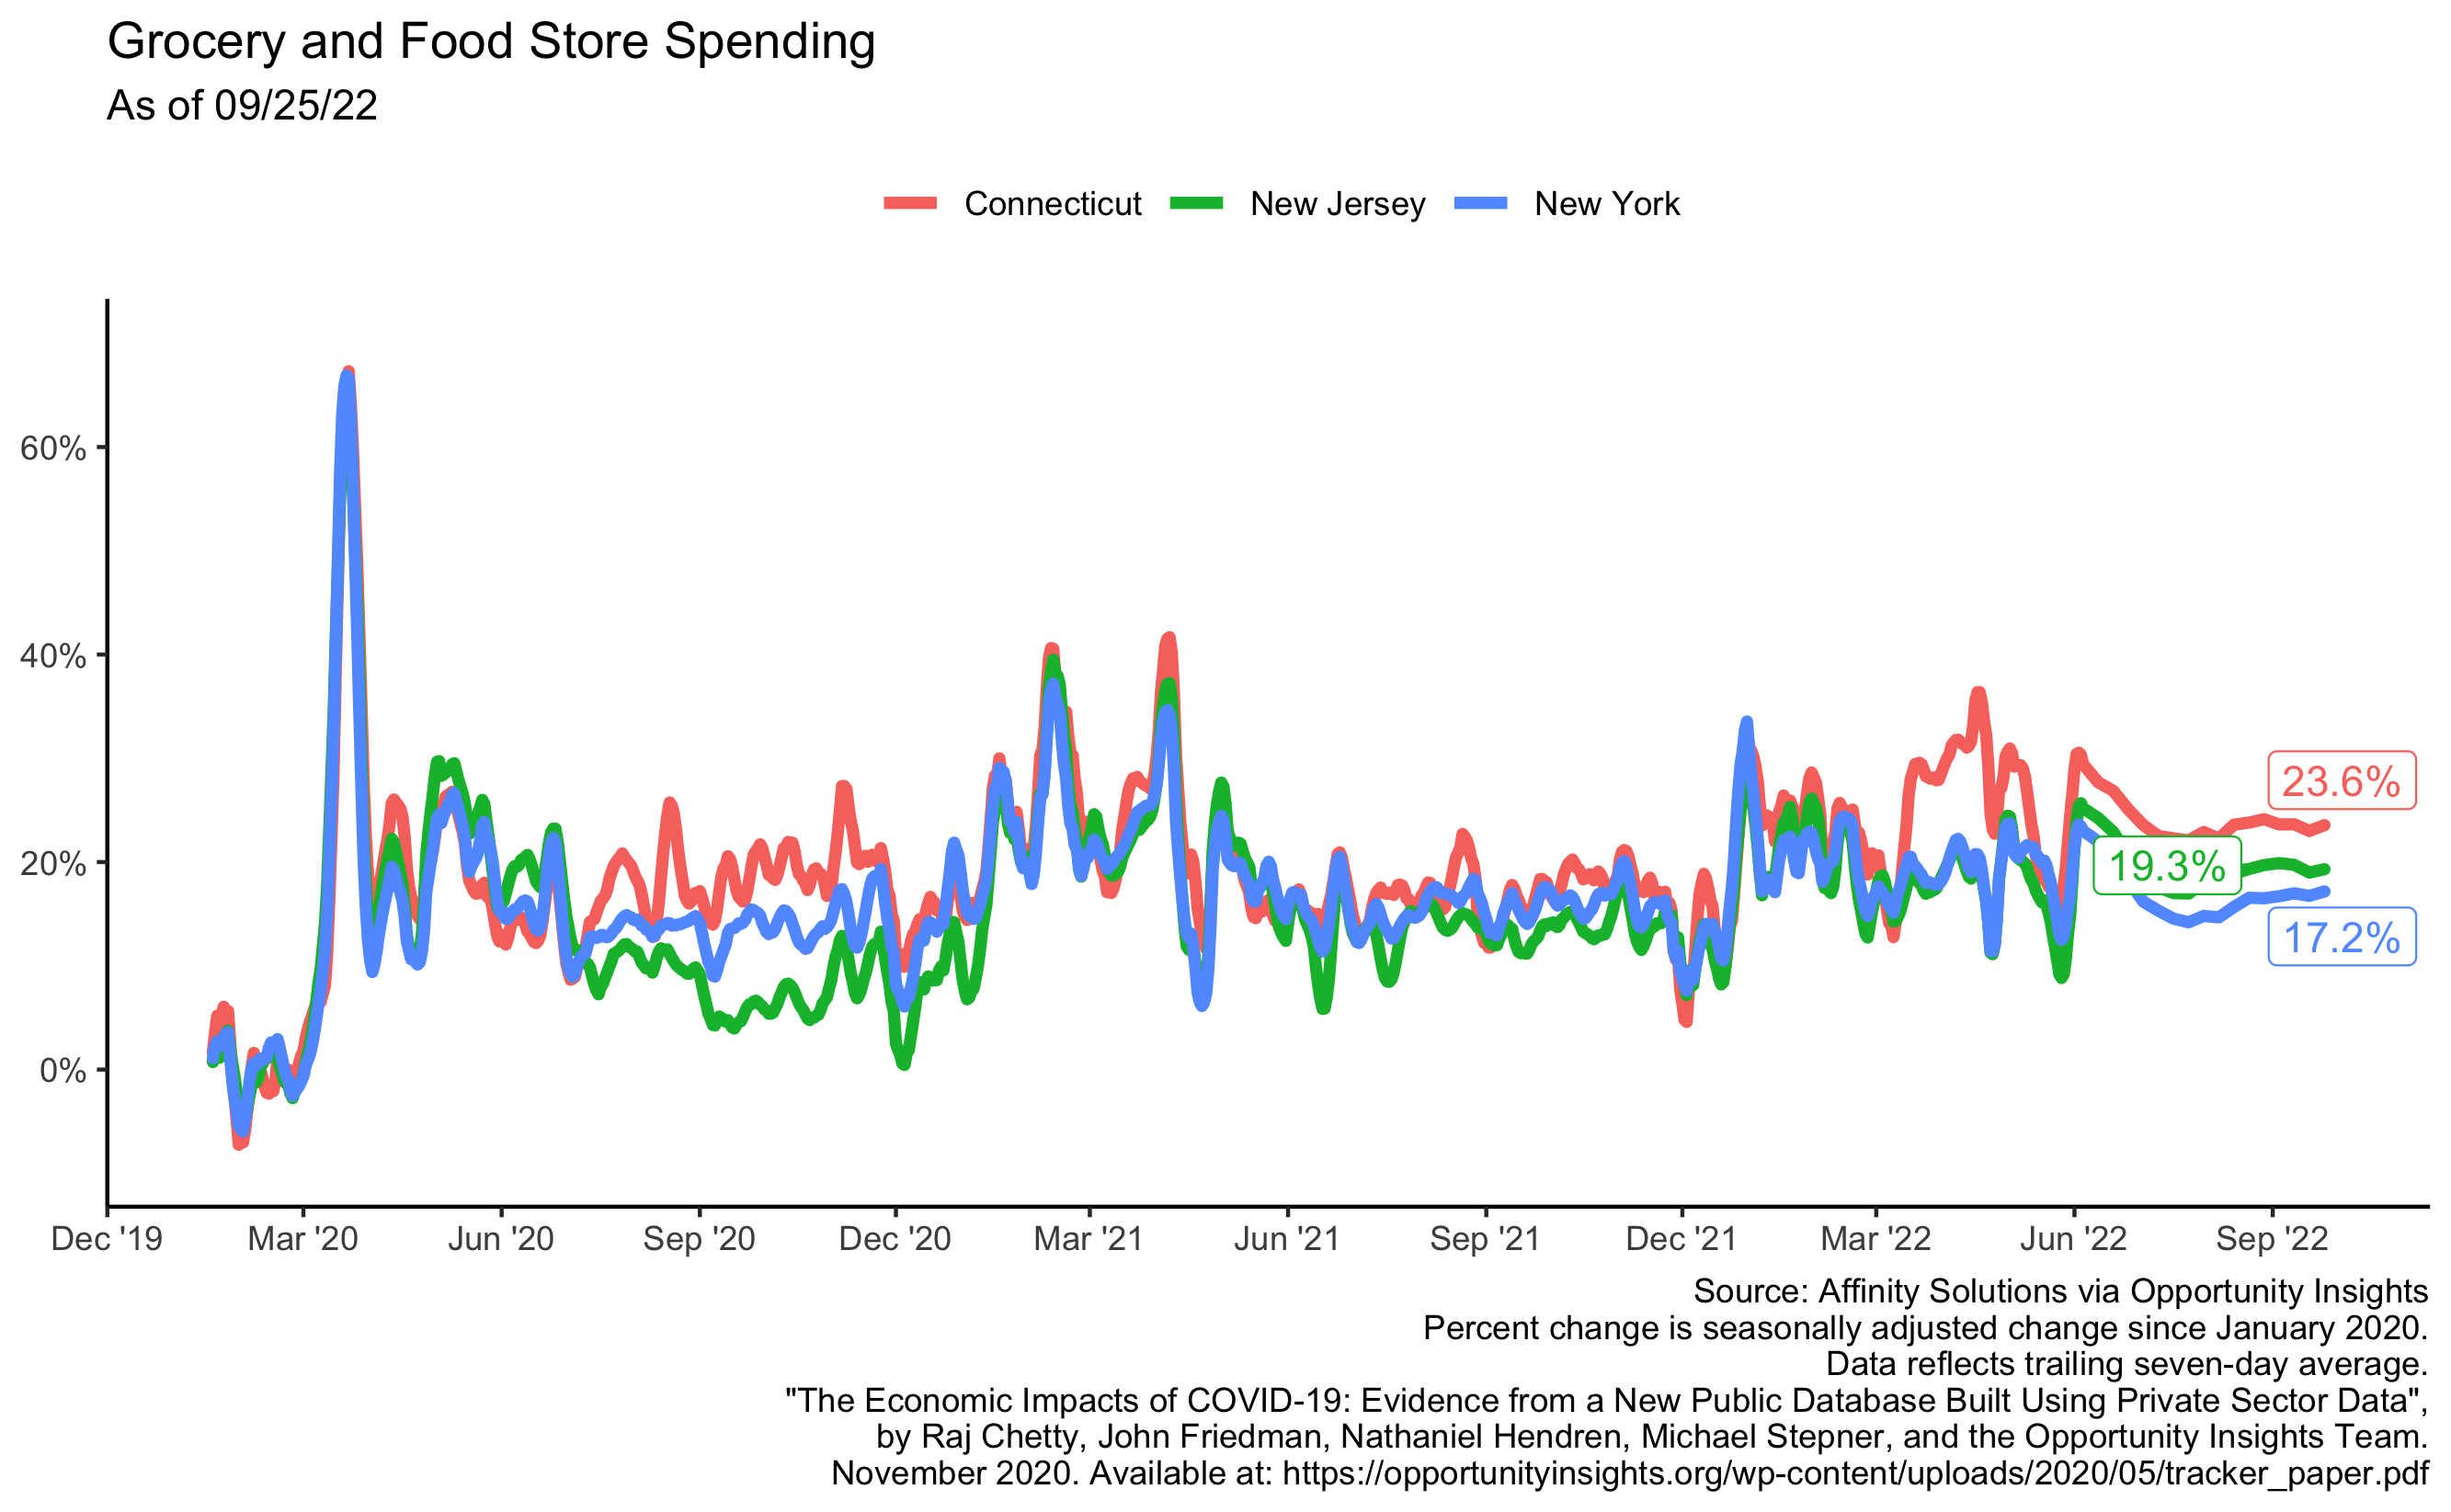 Grocery and Food Store Spending
As of 09/25/22
Connecticut New Jersey New York
60%
40%
20%
0%
23.6%
19.3%
17.2%
Dec '19 Mar '20 Jun '20 Sep '20 Dec '20 Mar '21 Jun '21 Sep '21 Dec '21 Mar '22 Jun '22 Sep '22
Source: Affinity Solutions via Opportunity Insights
Percent change is seasonally adjusted change since January 2020.
Data reflects trailing seven-day average.
"The Economic Impacts of COVID-19: Evidence from a New Public Database Built Using Private Sector Data",
by Raj Chetty, John Friedman, Nathaniel Hendren, Michael Stepner, and the Opportunity Insights Team.
November 2020. Available at: https://opportunityinsights.org/wp-content/uploads/2020/05/tracker_paper.pdf